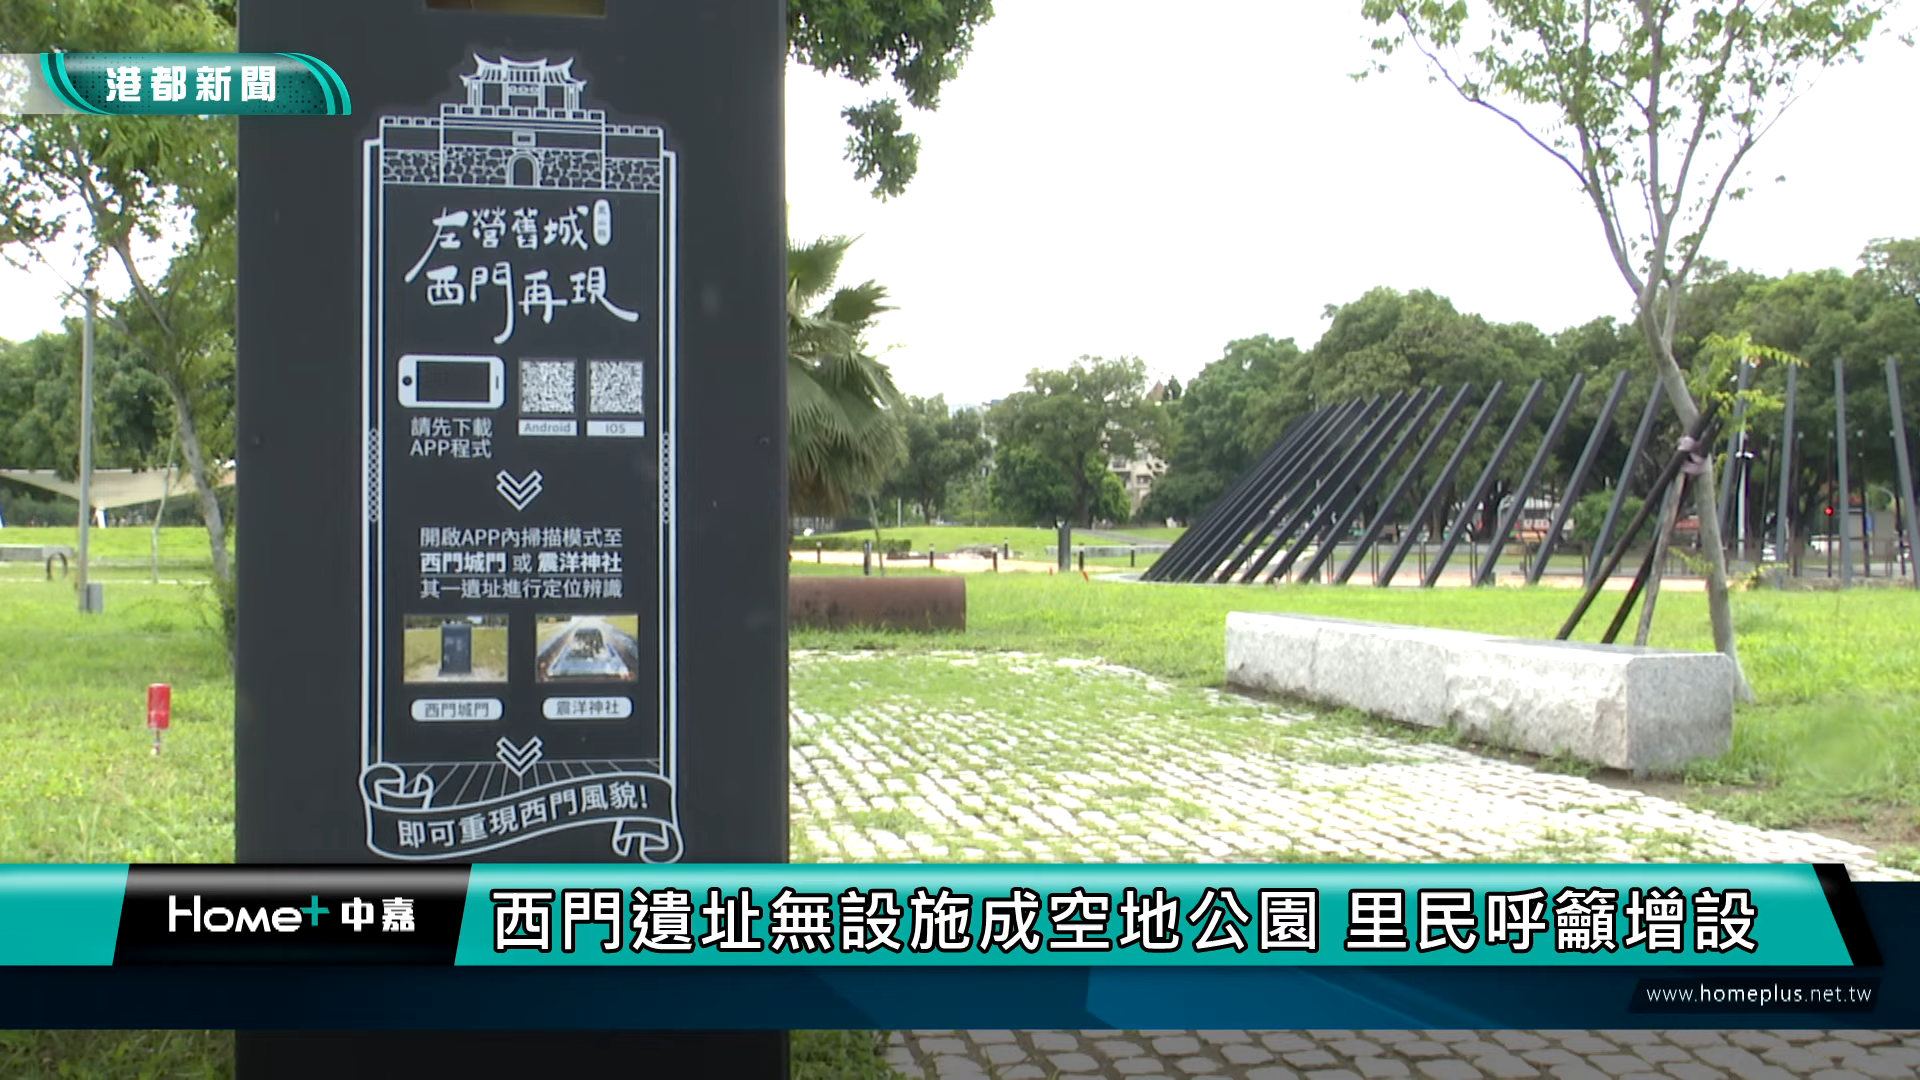 港都新聞
左營舊城
西門再現
請先下載
APP程式
Android
IOS
開啟APP內掃描模式至
西門城門 或 震洋神社
其一遺址進行定位辨識
西門城門
震洋神社
即可重現西門風貌!
Home+中嘉
西門遺址無設施成空地公園 里民呼籲增設
www.homeplus.net.tw